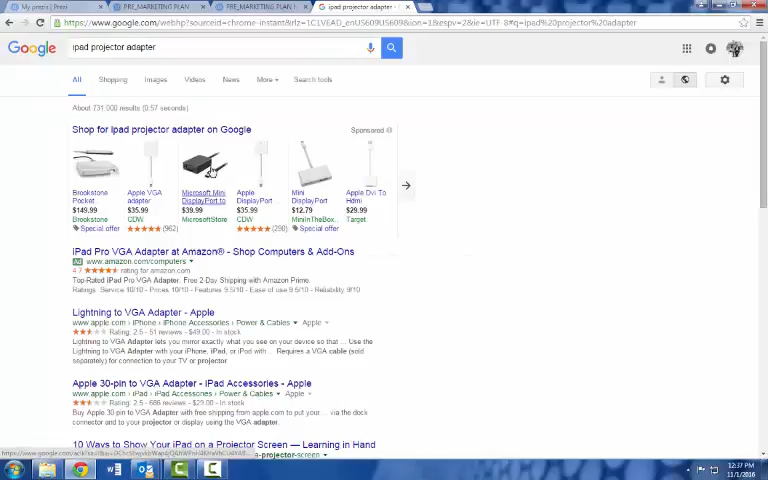 My prezis | Prezi
PRE_MARKETING PLAN
PRE_MARKETING PLAN
ipad projector adapter -
https://www.google.com/webhp?sourceid=chrome-instant&rlz=1C1VEAD_enUS609US609&ion=1&espv=2&ie=UTF-8#q=ipad%20projector%20adapter
Google
ipad projector adapter
All
Shopping
Images
Videos
News
More
Search tools
About 731,000 results (0.57 seconds)
Shop for ipad projector adapter on Google
Sponsored
Brookstone Pocket
$149.99
Brookstone
Special offer
Apple VGA adapter
$35.99
CDW
(962)
Microsoft Mini DisplayPort to
$39.99
MicrosoftStore
Apple DisplayPort
$35.99
CDW
(290)
Mini DisplayPort
$12.79
MiniInTheBox...
Special offer
Apple Dvi To Hdmi
$29.99
Target
iPad Pro VGA Adapter at Amazon® - Shop Computers & Add-Ons
Ad www.amazon.com/computers
4.7 rating for amazon.com
Top-Rated iPad Pro VGA Adapter. Free 2-Day Shipping with Amazon Prime.
Ratings: Service 10/10 - Prices 10/10 - Features 9.5/10 - Ease of use 9.5/10 - Reliability 9/10
Lightning to VGA Adapter - Apple
www.apple.com › iPhone › iPhone Accessories › Power & Cables Apple
Rating: 2.5 - 51 reviews - $49.00 - In stock
Lightning to VGA Adapter lets you mirror exactly what you see on your device so that ... Use the
Lightning to VGA Adapter with your iPhone, iPad, or iPod with ... Requires a VGA cable (sold
separately) for connection to your TV or projector.
Apple 30-pin to VGA Adapter - iPad Accessories - Apple
www.apple.com › iPad › iPad Accessories › Power & Cables Apple
Rating: 2.5 - 686 reviews - $29.00 - In stock
Buy Apple 30-pin to VGA Adapter with free shipping from apple.com to put your ... via the dock
connector and to your projector or display using the VGA adapter.
10 Ways to Show Your iPad on a Projector Screen — Learning in Hand
a-projector-screen
12:37 PM
11/1/2016